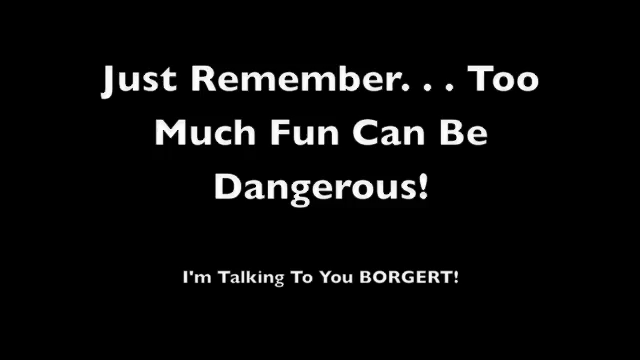 Just Remember. . . Too
Much Fun Can Be
Dangerous!
I'm Talking To You BORGERT!